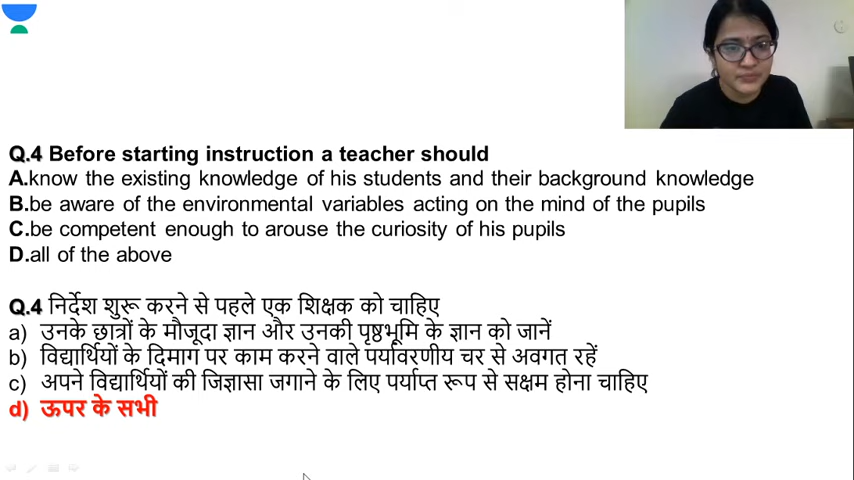 Q.4 Before starting instruction a teacher should
A.know the existing knowledge of his students and their background knowledge
B.be aware of the environmental variables acting on the mind of the pupils
C.be competent enough to arouse the curiosity of his pupils
D.all of the above
Q.4 निर्देश शुरू करने से पहले एक शिक्षक को चाहिए
a) उनके छात्रों के मौजूदा ज्ञान और उनकी पृष्ठभूमि के ज्ञान को जानें
b) विद्यार्थियों के दिमाग पर काम करने वाले पर्यावरणीय चर से अवगत रहें
c) अपने विद्यार्थियों की जिज्ञासा जगाने के लिए पर्याप्त रूप से सक्षम होना चाहिए
d) ऊपर के सभी